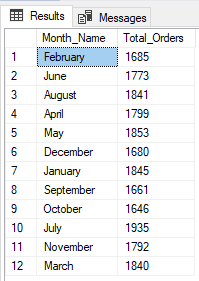 Results Messages
Month_Name Total_Orders
1 February 1685
2 June 1773
3 August 1841
4 April 1799
5 May 1853
6 December 1680
7 January 1845
8 September 1661
9 October 1646
10 July 1935
11 November 1792
12 March 1840